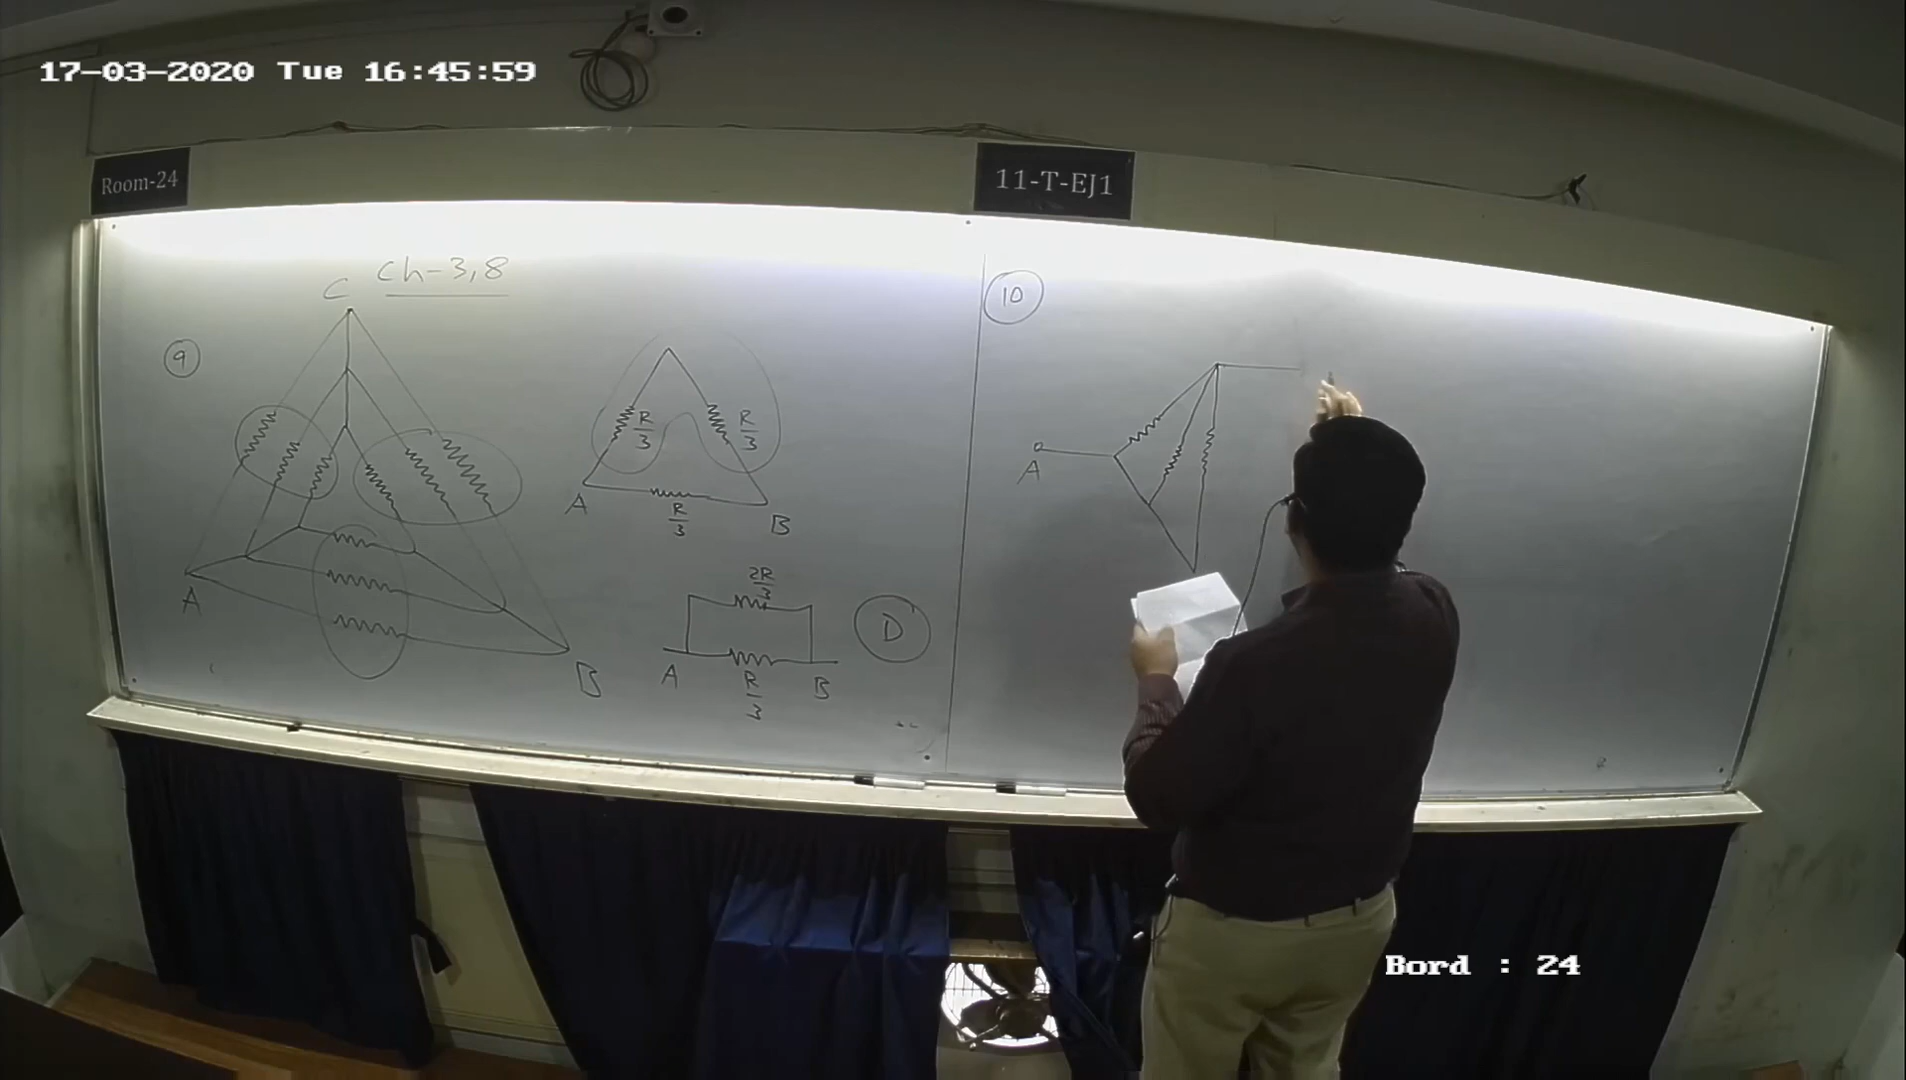 17-03-2020 Tue 16:45:59
Room-24
11-T-EJ1
Ch-3,8
C
9
A
B
R/3
R/3
A
R/3
B
2R/3
A
R/3
B
D
10
A
Bord : 24